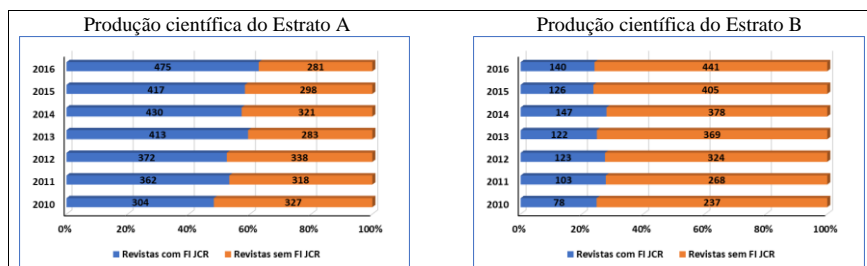 Produção científica do Estrato A
2016 475 281
2015 417 298
2014 430 321
2013 413 283
2012 372 338
2011 362 318
2010 304 327
0% 20% 40% 60% 80% 100%
Revistas com FI JCR Revistas sem FI JCR
Produção científica do Estrato B
2016 140 441
2015 126 405
2014 147 378
2013 122 369
2012 123 324
2011 103 268
2010 78 237
0% 20% 40% 60% 80% 100%
Revistas com FI JCR Revistas sem FI JCR